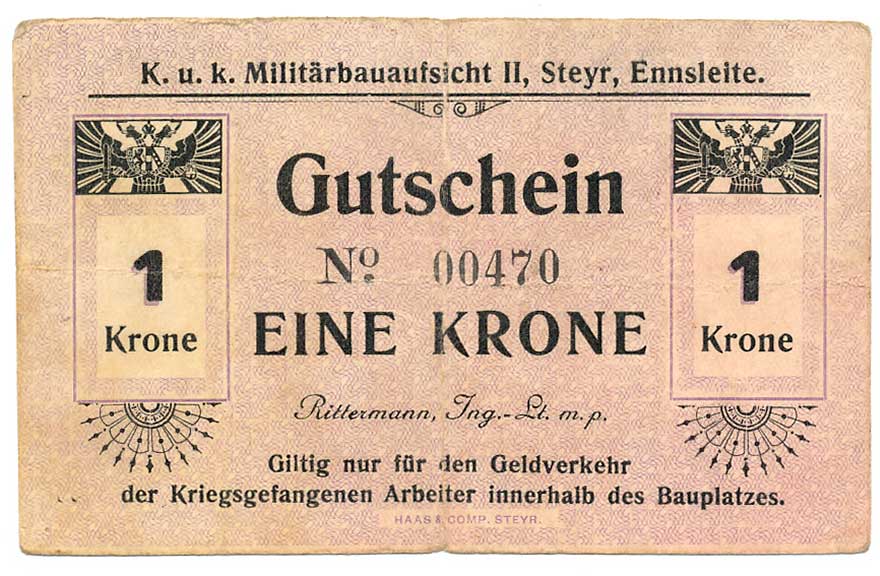 K. u. k. Militärbauaufsicht II, Steyr, Ennsleite.
Gutschein
No 00470
1
Krone
EINE KRONE
1
Krone
Rittermann, Ing.-Lt. m. p.
Giltig nur für den Geldverkehr
der Kriegsgefangenen Arbeiter innerhalb des Bauplatzes.
HAAS & COMP. STEYR.